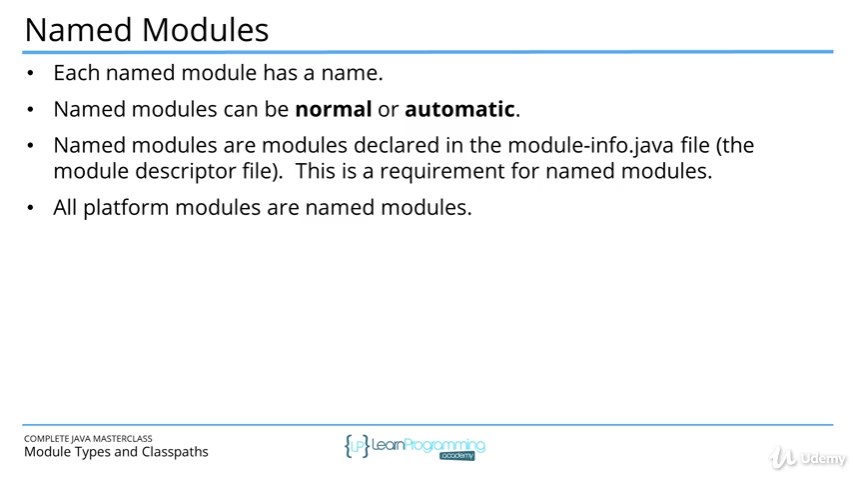 Named Modules
• Each named module has a name.
• Named modules can be normal or automatic.
• Named modules are modules declared in the module-info.java file (the
module descriptor file).  This is a requirement for named modules.
• All platform modules are named modules.
COMPLETE JAVA MASTERCLASS
Module Types and Classpaths
{LP} LearnProgramming
academy
Udemy